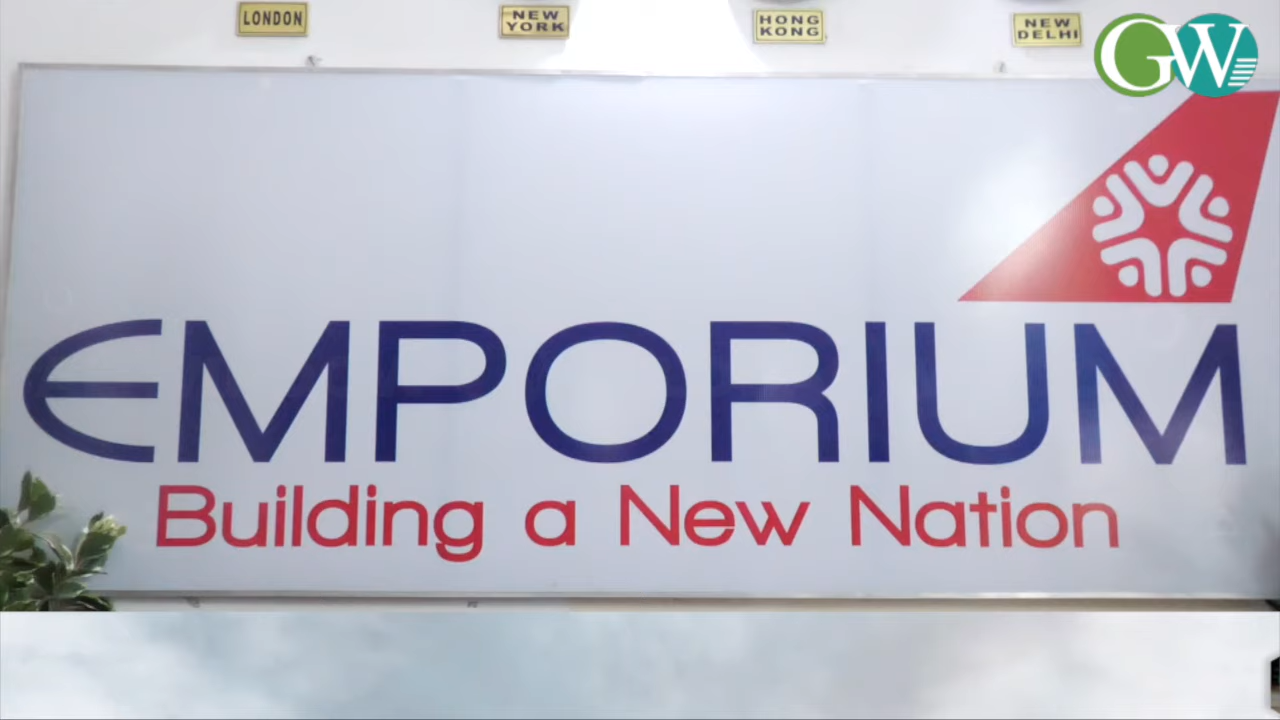 LONDON
NEW YORK
HONG KONG
NEW DELHI
GW
EMPORIUM
Building a New Nation